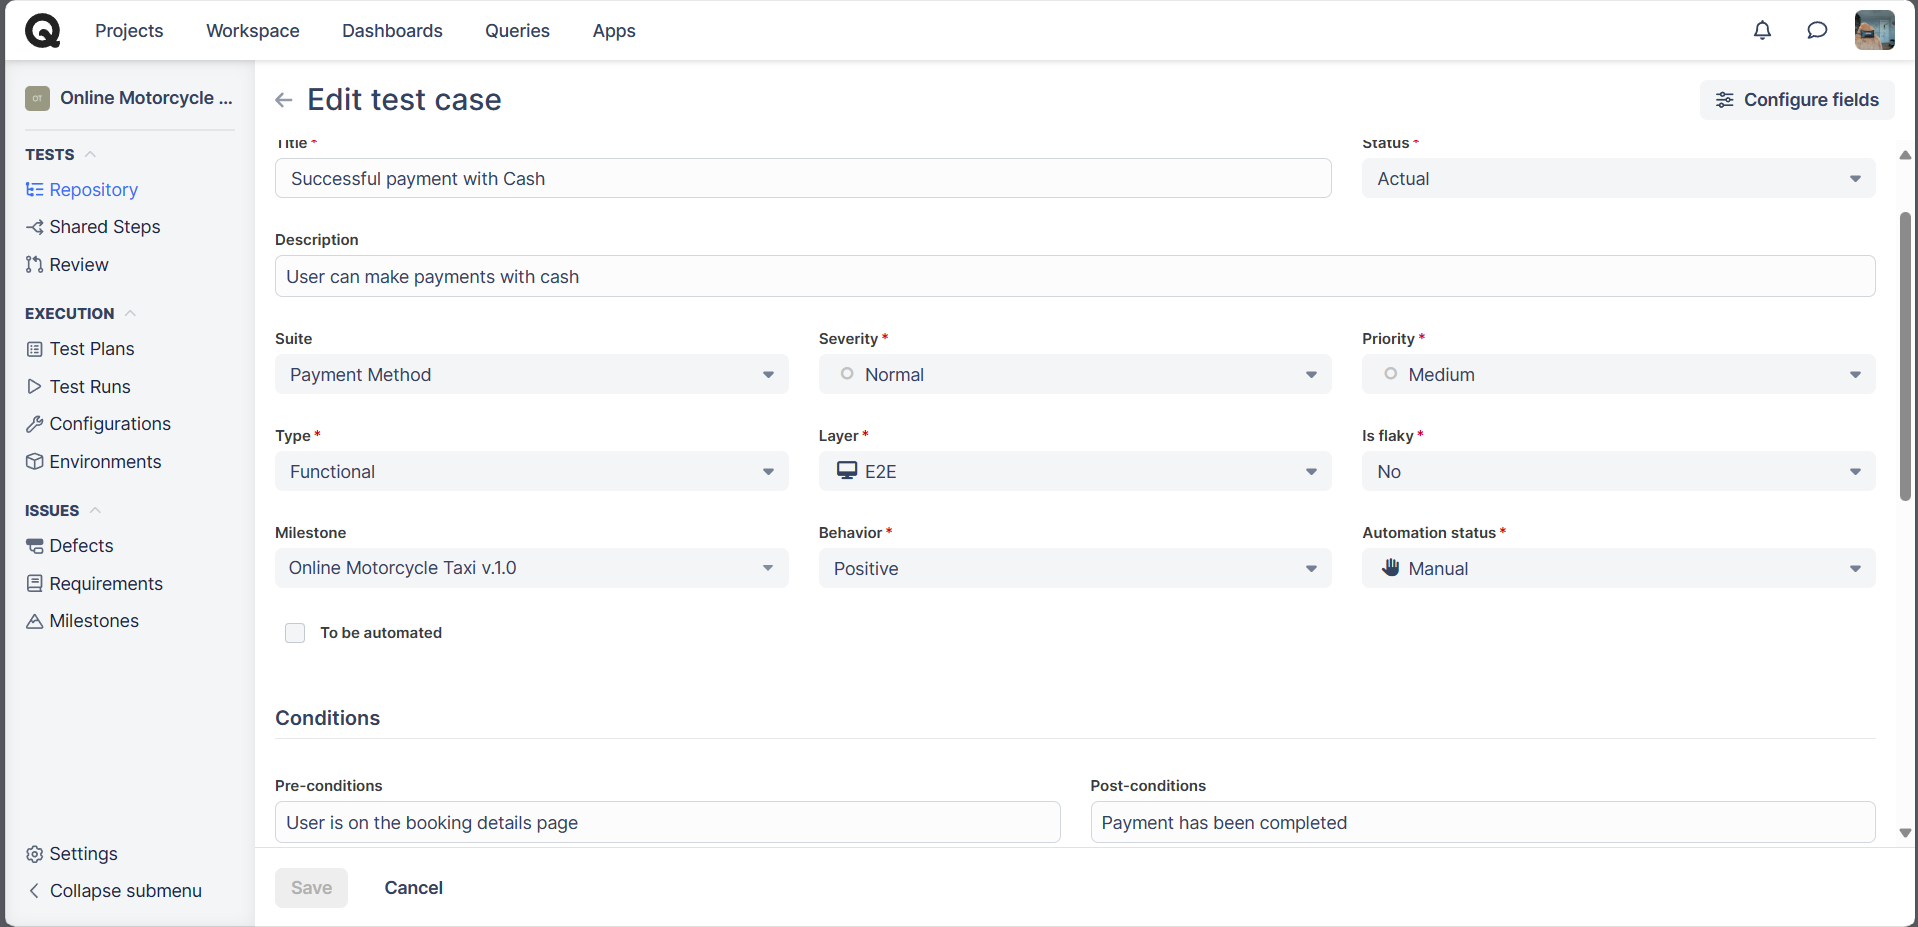 Projects Workspace Dashboards Queries Apps
OT Online Motorcycle ...
TESTS
Repository
Shared Steps
Review
EXECUTION
Test Plans
Test Runs
Configurations
Environments
ISSUES
Defects
Requirements
Milestones
Settings
Collapse submenu
Edit test case
Configure fields
Title * Status *
Successful payment with Cash Actual
Description
User can make payments with cash
Suite Severity * Priority *
Payment Method Normal Medium
Type * Layer * Is flaky *
Functional E2E No
Milestone Behavior * Automation status *
Online Motorcycle Taxi v.1.0 Positive Manual
To be automated
Conditions
Pre-conditions Post-conditions
User is on the booking details page Payment has been completed
Save Cancel